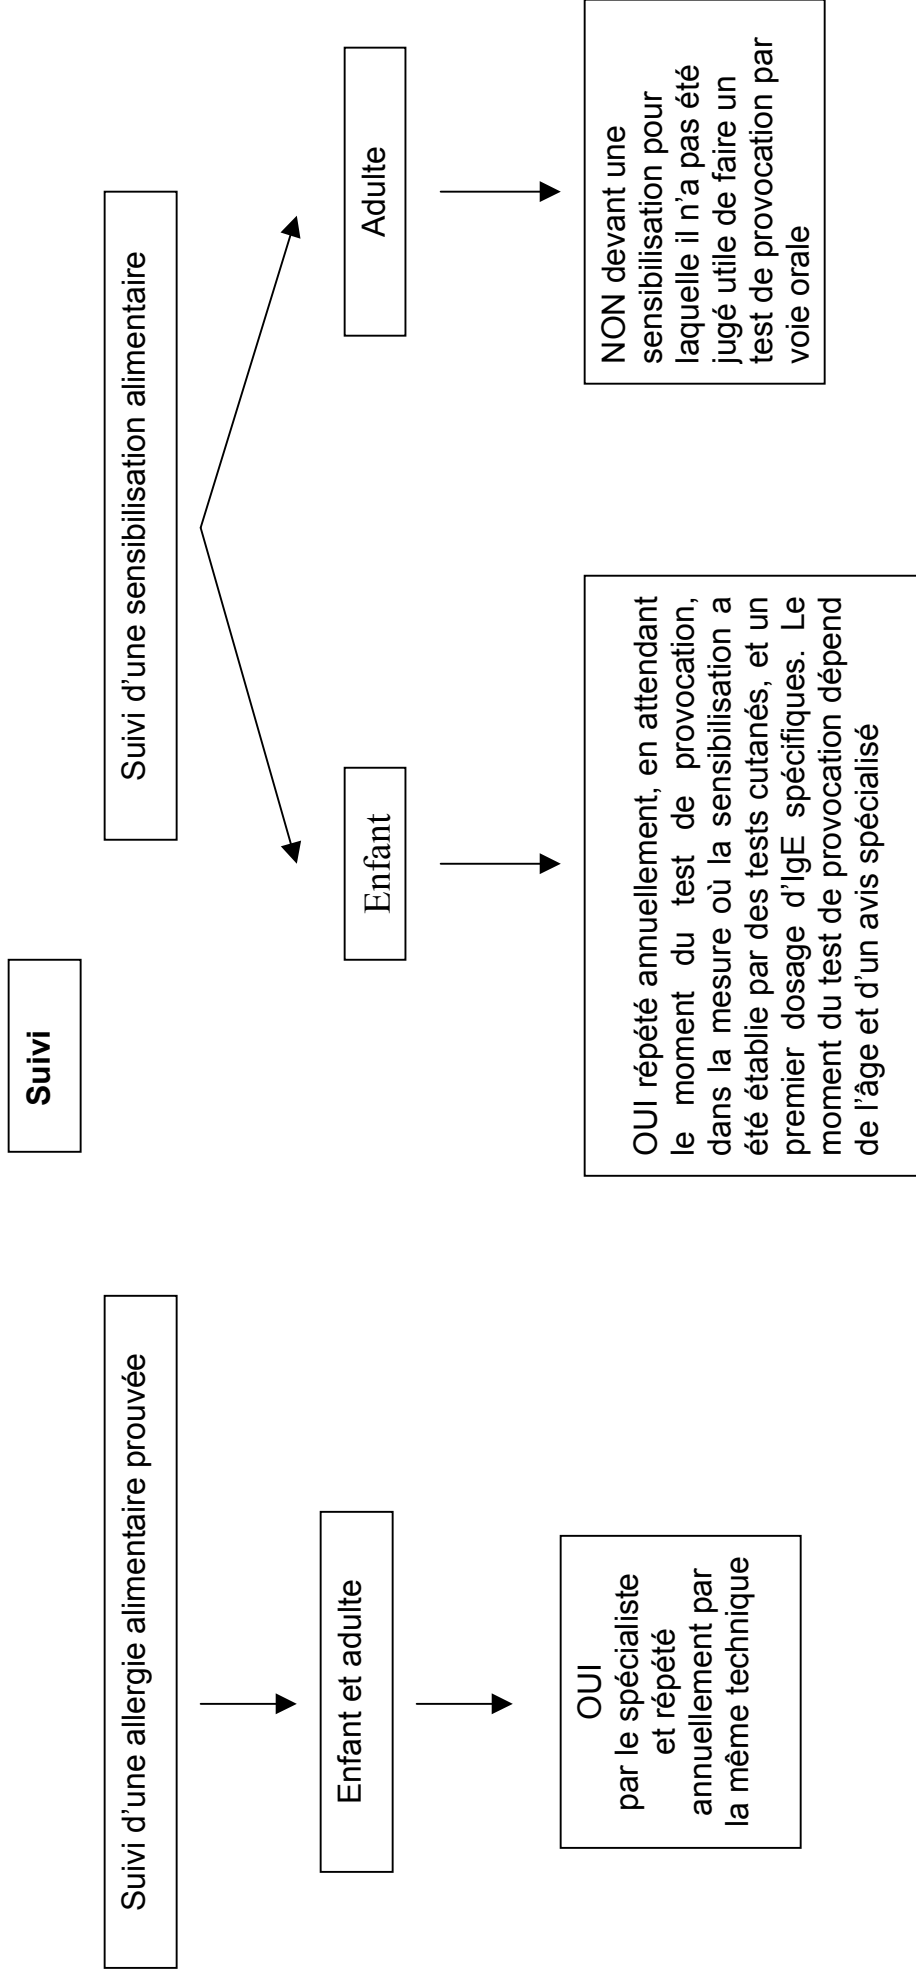 Suivi
Suivi d'une allergie alimentaire prouvée
Enfant et adulte
OUI
par le spécialiste
et répété
annuellement par
la même technique
Suivi d'une sensibilisation alimentaire
Enfant
OUI répété annuellement, en attendant
le moment du test de provocation,
dans la mesure où la sensibilisation a
été établie par des tests cutanés, et un
premier dosage d'IgE spécifiques. Le
moment du test de provocation dépend
de l'âge et d'un avis spécialisé
Adulte
NON devant une
sensibilisation pour
laquelle il n'a pas été
jugé utile de faire un
test de provocation par
voie orale